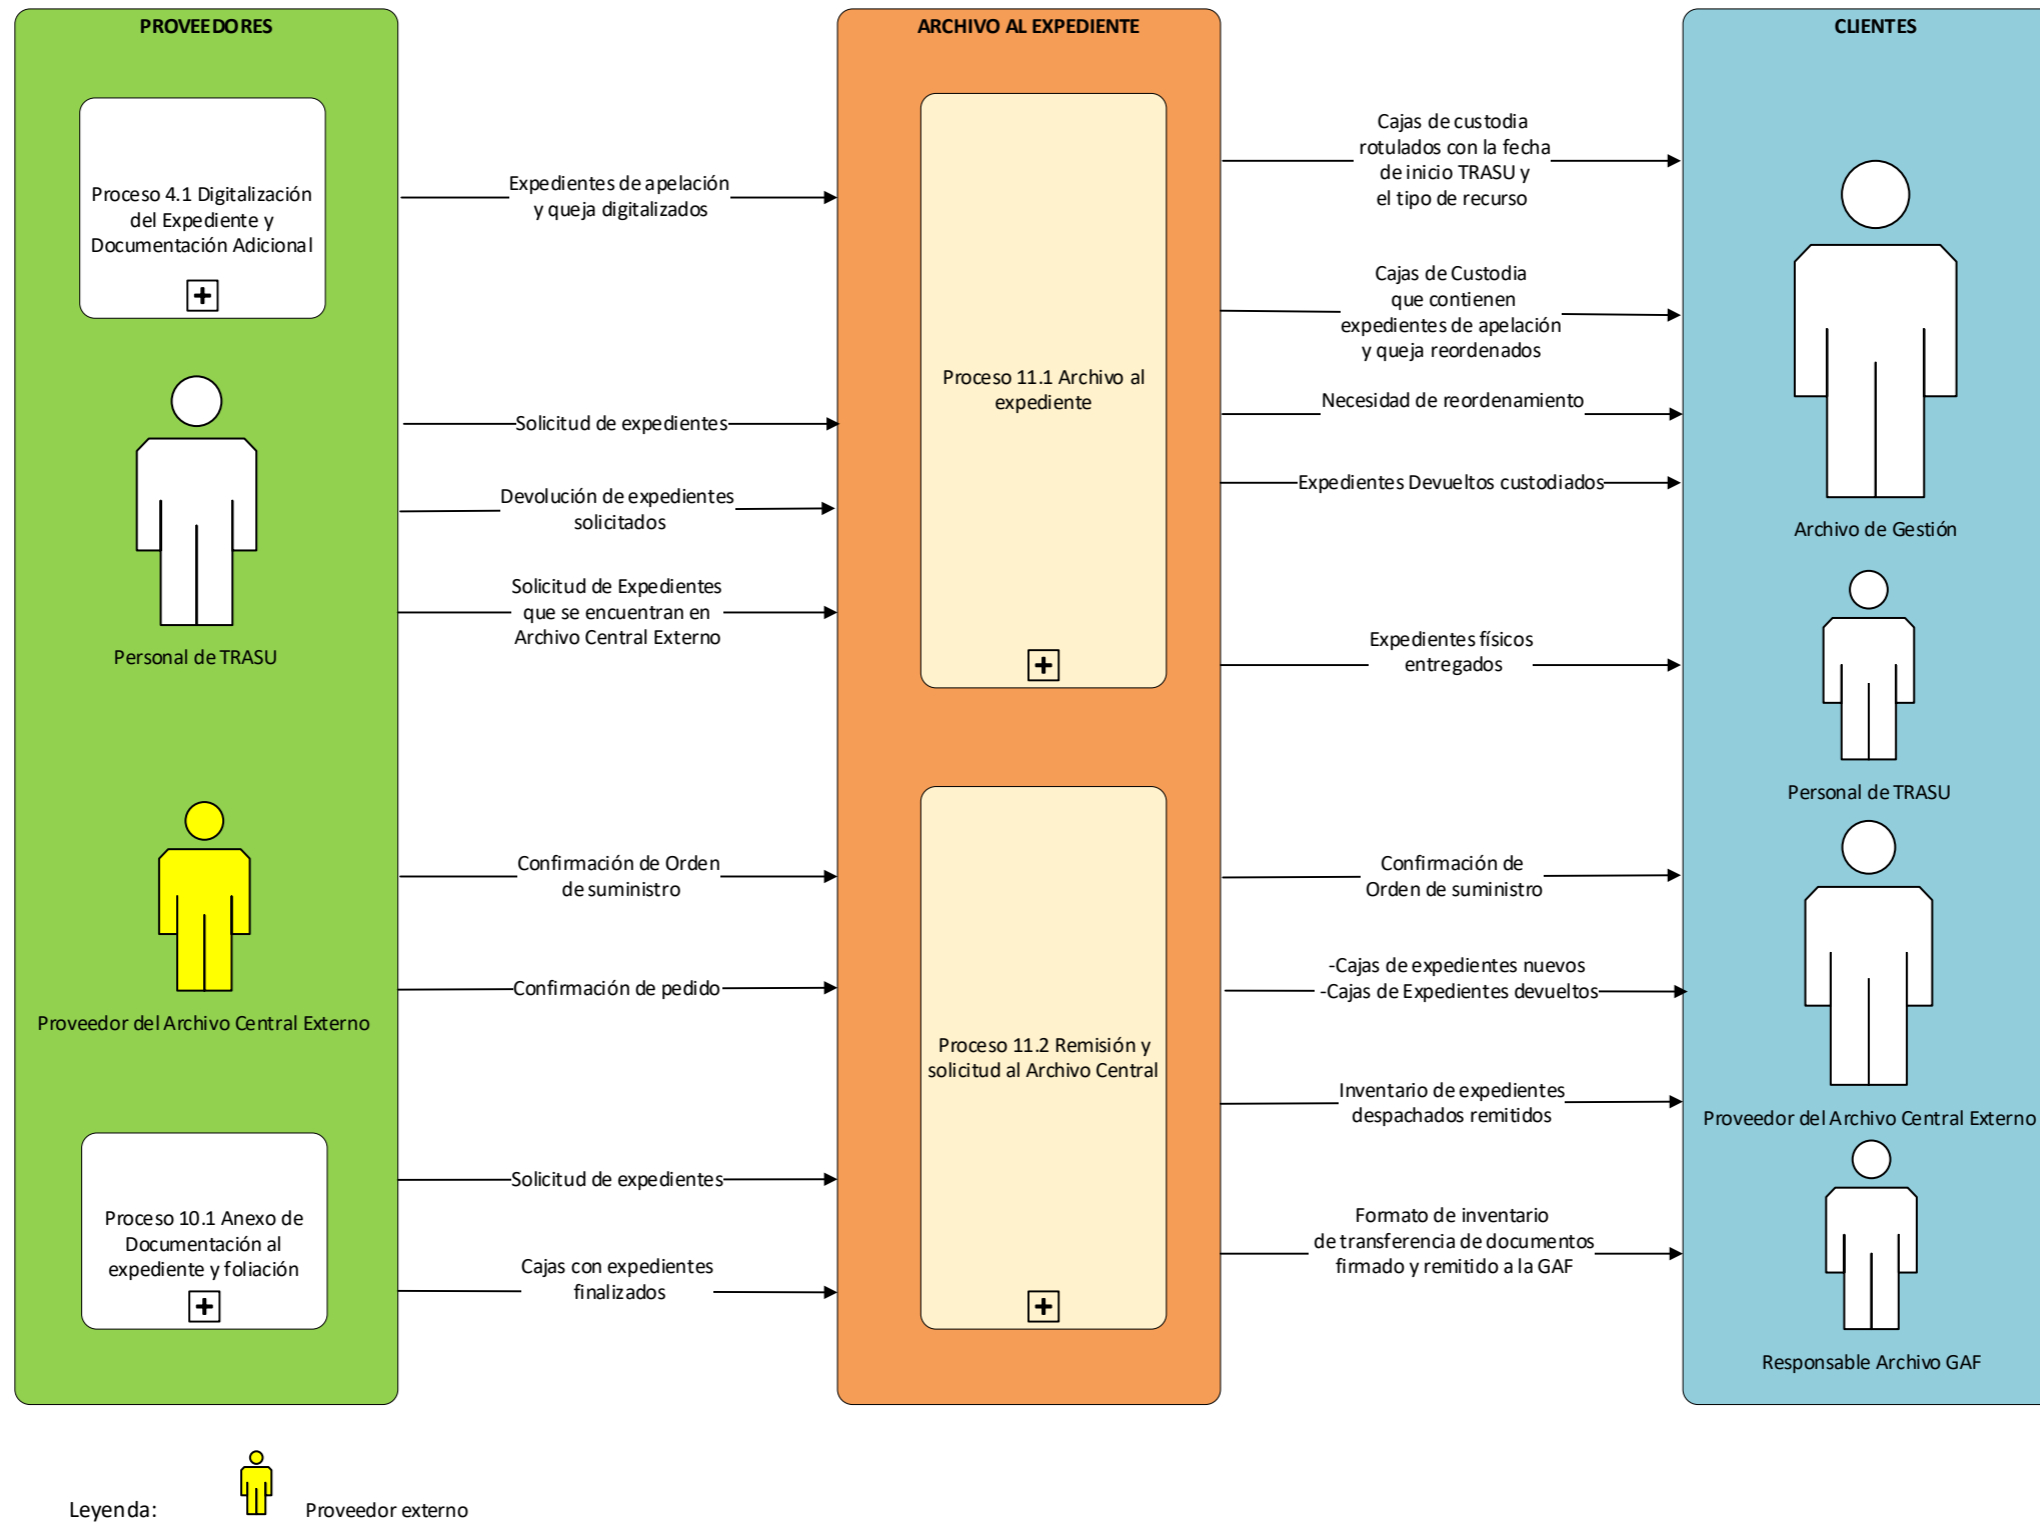 PROVEEDORES
Proceso 4.1 Digitalización
del Expediente y
Documentación Adicional
Personal de TRASU
Proveedor del Archivo Central Externo
Proceso 10.1 Anexo de
Documentación al
expediente y foliación
Expedientes de apelación
y queja digitalizados
Solicitud de expedientes
Devolución de expedientes
solicitados
Solicitud de Expedientes
que se encuentran en
Archivo Central Externo
Confirmación de Orden
de suministro
Confirmación de pedido
Solicitud de expedientes
Cajas con expedientes
finalizados
ARCHIVO AL EXPEDIENTE
Proceso 11.1 Archivo al
expediente
Proceso 11.2 Remisión y
solicitud al Archivo Central
Cajas de custodia
rotulados con la fecha
de inicio TRASU y
el tipo de recurso
Cajas de Custodia
que contienen
expedientes de apelación
y queja reordenados
Necesidad de reordenamiento
Expedientes Devueltos custodiados
Expedientes físicos
entregados
Confirmación de
Orden de suministro
-Cajas de expedientes nuevos
-Cajas de Expedientes devueltos
Inventario de expedientes
despachados remitidos
Formato de inventario
de transferencia de documentos
firmado y remitido a la GAF
CLIENTES
Archivo de Gestión
Personal de TRASU
Proveedor del Archivo Central Externo
Responsable Archivo GAF
Leyenda:
Proveedor externo